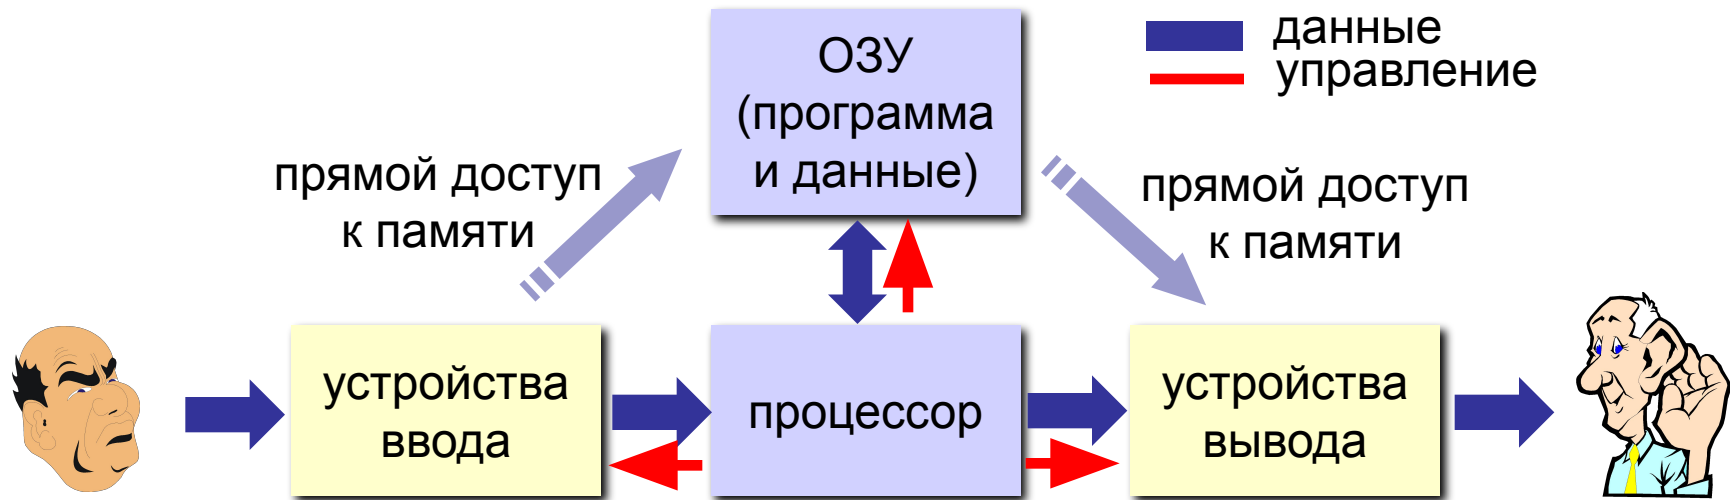 ОЗУ
(программа
и данные)
данные
управление
прямой доступ
к памяти
прямой доступ
к памяти
устройства
ввода
процессор
устройства
вывода